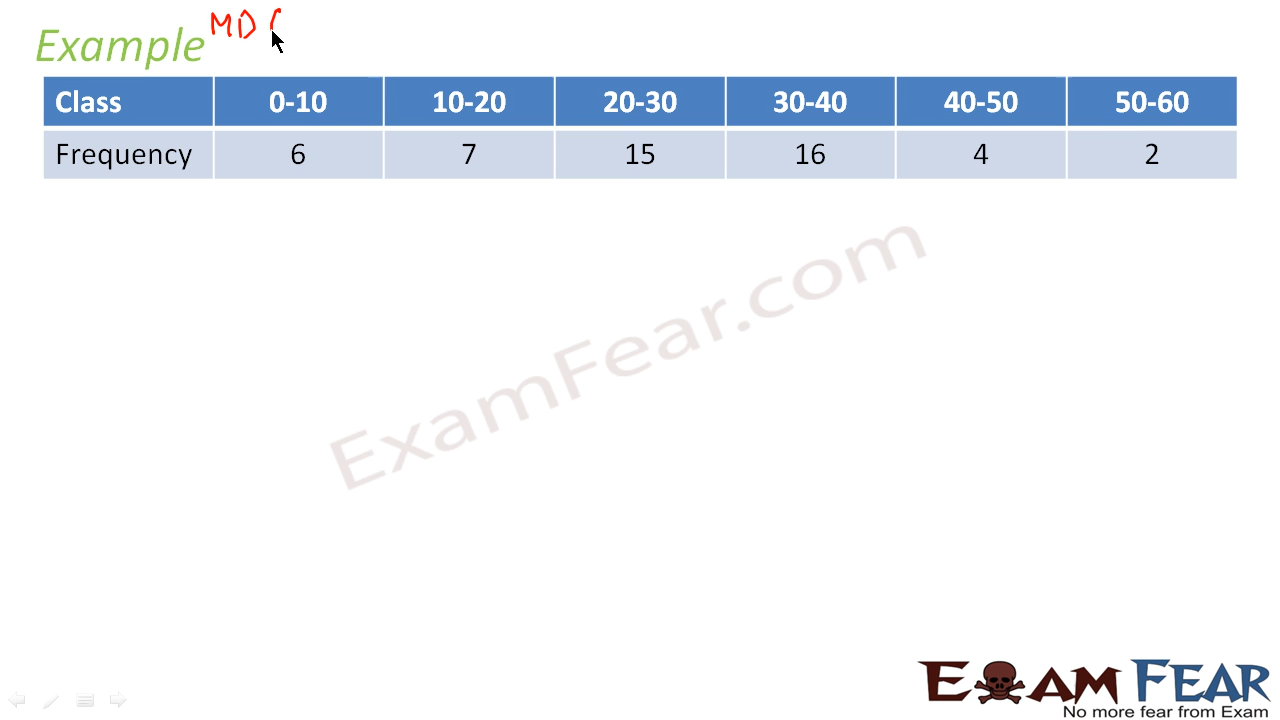 Example MD (
Class 0-10 10-20 20-30 30-40 40-50 50-60
Frequency 6 7 15 16 4 2
ExamFear.com
EXAM FEAR
No more fear from Exam